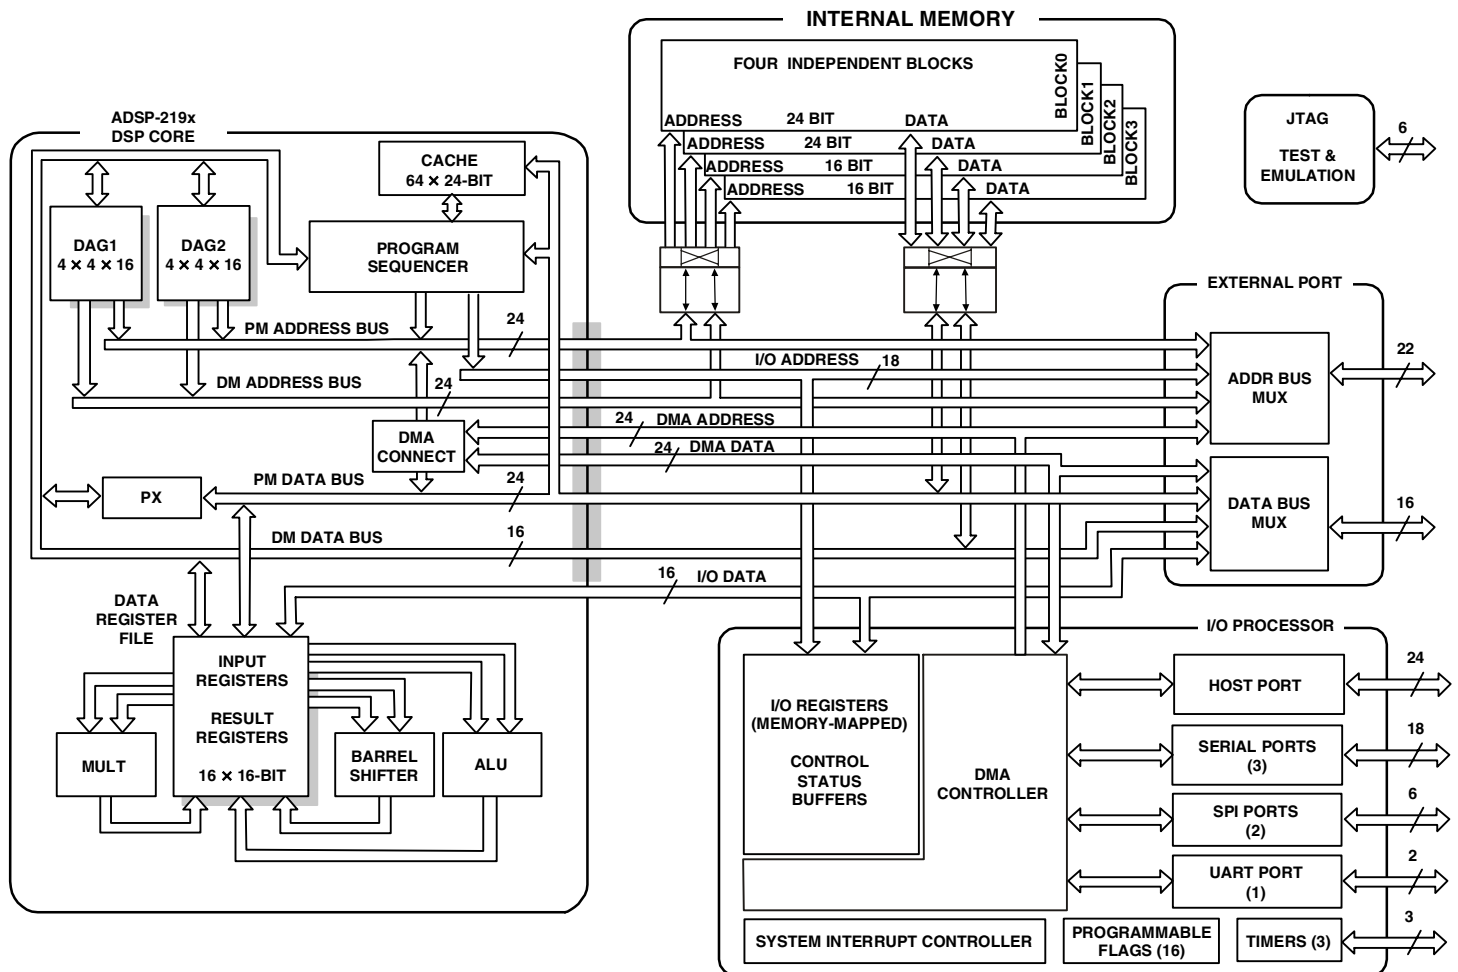 INTERNAL MEMORY
FOUR INDEPENDENT BLOCKS
BLOCK0
BLOCK1
BLOCK2
BLOCK3
ADDRESS 24 BIT DATA
ADDRESS 24 BIT DATA
ADDRESS 16 BIT DATA
ADDRESS 16 BIT DATA
JTAG
TEST &
EMULATION
6
ADSP-219x
DSP CORE
CACHE
64 × 24-BIT
DAG1
4 × 4 × 16
DAG2
4 × 4 × 16
PROGRAM
SEQUENCER
EXTERNAL PORT
PM ADDRESS BUS
24
I/O ADDRESS
18
22
ADDR BUS
MUX
DM ADDRESS BUS
24
24
DMA ADDRESS
DMA
CONNECT
24
DMA DATA
PX
PM DATA BUS
24
DATA BUS
MUX
16
DM DATA BUS
16
16
I/O DATA
DATA
REGISTER
FILE
INPUT
REGISTERS
RESULT
REGISTERS
16 × 16-BIT
MULT
BARREL
SHIFTER
ALU
I/O PROCESSOR
I/O REGISTERS
(MEMORY-MAPPED)
CONTROL
STATUS
BUFFERS
DMA
CONTROLLER
HOST PORT
24
SERIAL PORTS
(3)
18
SPI PORTS
(2)
6
UART PORT
(1)
2
SYSTEM INTERRUPT CONTROLLER
PROGRAMMABLE
FLAGS (16)
TIMERS (3)
3